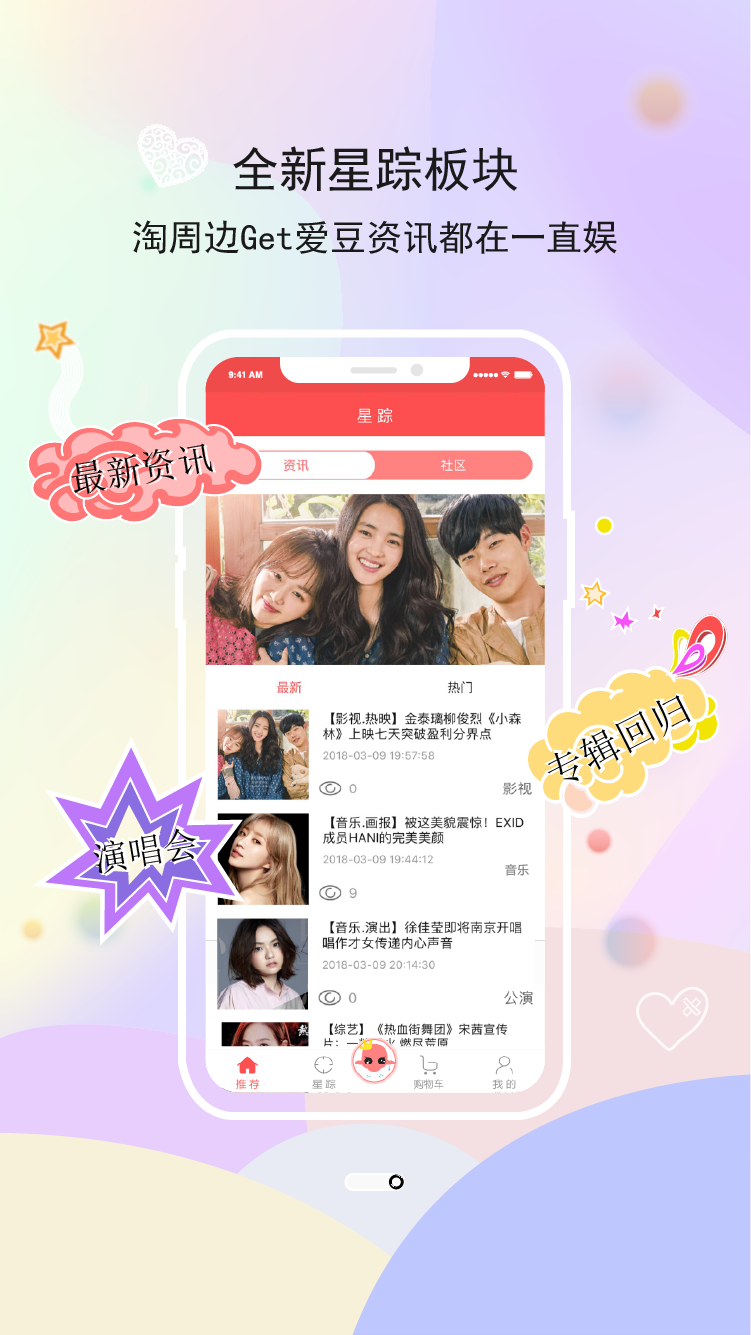 全新星踪板块
淘周边Get爱豆资讯都在一直娱
9:41 AM
星踪
最新资讯
资讯
社区
最新
热门
【影视.热映】金泰璃柳俊烈《小森
林》上映七天突破盈利分界点
2018-03-09 19:57:58
0
影视
专辑回归
【音乐.画报】被这美貌震惊！EXID
成员HANI的完美美颜
2018-03-09 19:44:12
音乐
9
演唱会
【音乐.演出】徐佳莹即将南京开唱
唱作才女传递内心声音
2018-03-09 20:14:30
0
公演
【综艺】《热血街舞团》宋茜宣传
片：一
火 燃尽荒原
推荐
星踪
购物车
我的